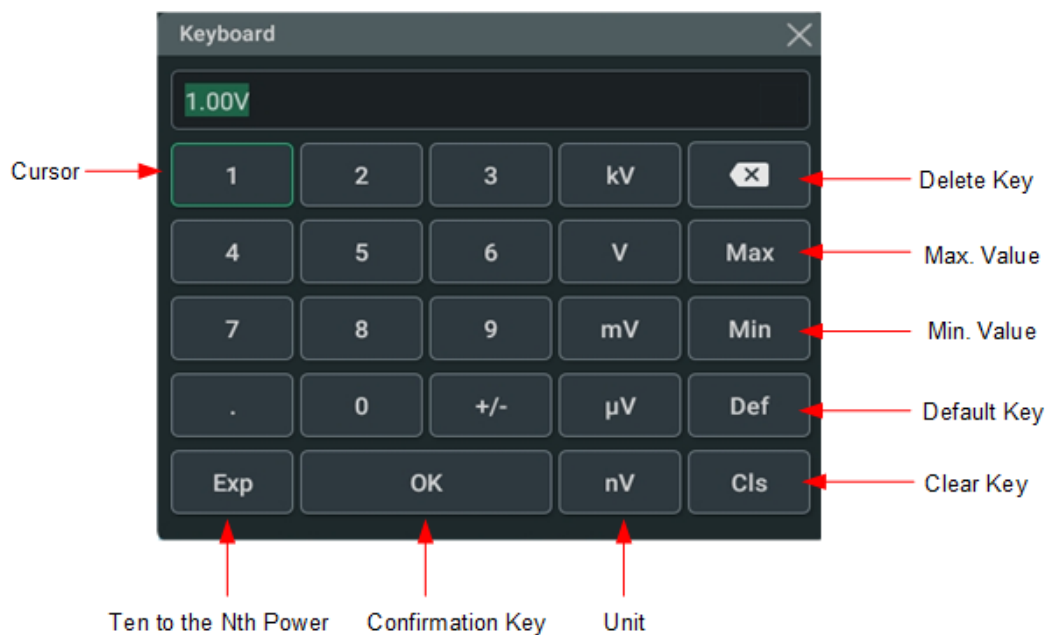 Keyboard
1.00V
Cursor 1 2 3 kV Delete Key
4 5 6 V Max Max. Value
7 8 9 mV Min Min. Value
. 0 +/- µV Def Default Key
Exp OK nV Cls Clear Key
Ten to the Nth Power Confirmation Key Unit